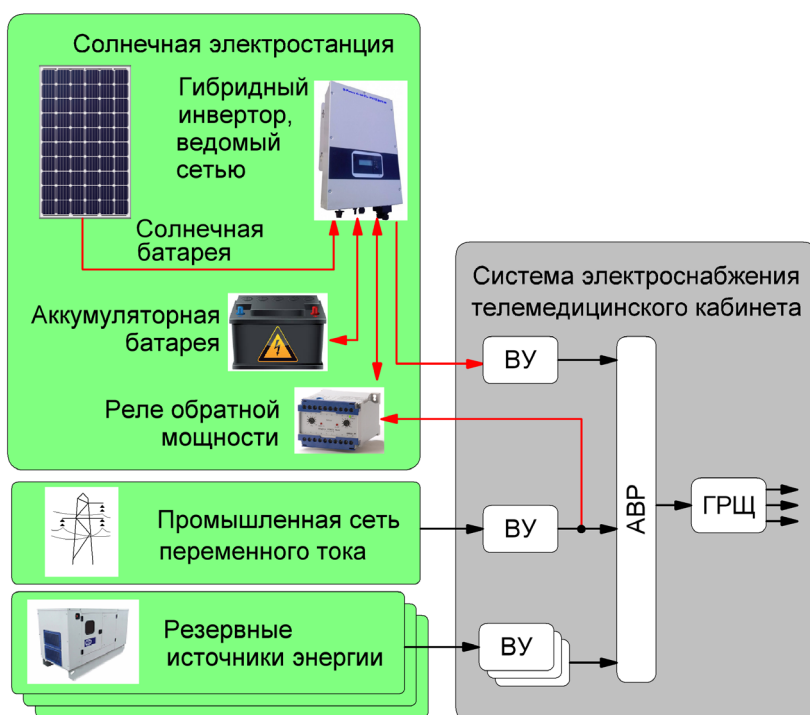 Солнечная электростанция
Гибридный
инвертор,
ведомый
сетью
Солнечная
батарея
Аккумуляторная
батарея
Реле обратной
мощности
Система электроснабжения
телемедицинского кабинета
ВУ
АВР
ГРЩ
Промышленная сеть
переменного тока
ВУ
Резервные
источники энергии
ВУ